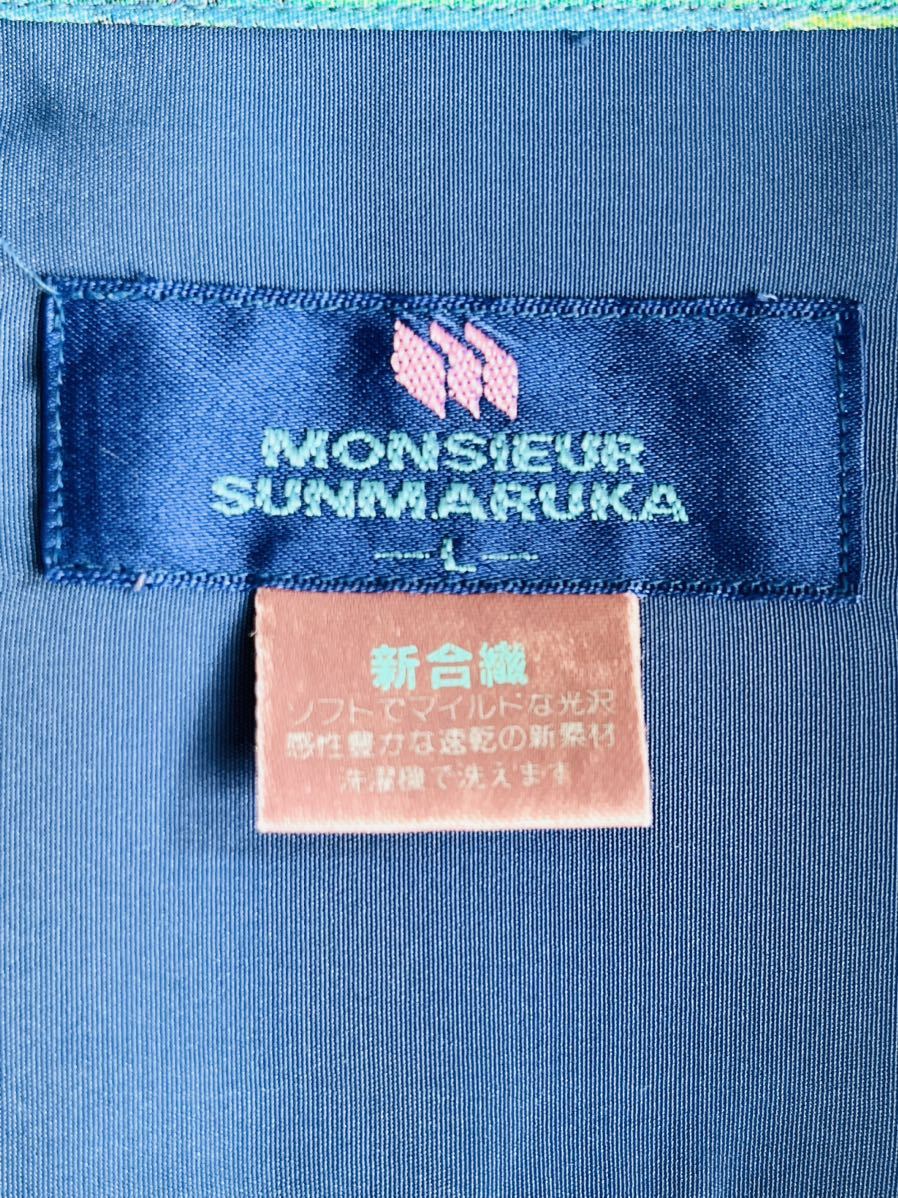 MONSIEUR
SUNMARUKA
L
新合繊
ソフトでマイルドな光沢
感性豊かな速乾の新素材
洗濯機で洗えます